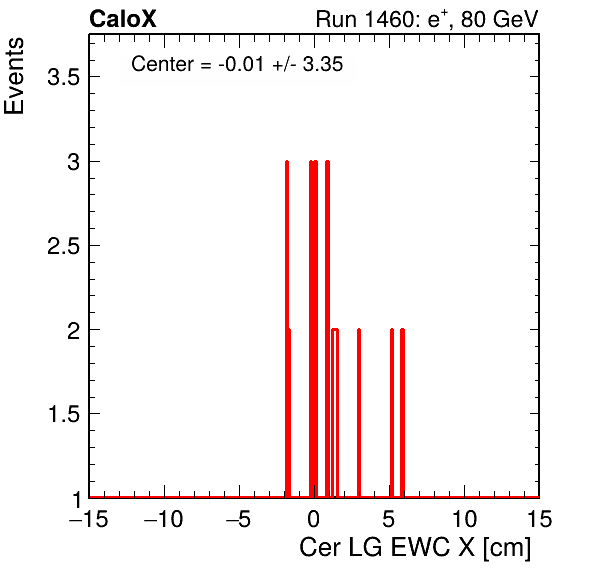 CaloX Run 1460: e⁺, 80 GeV
Center = -0.01 +/- 3.35
Events
3.5
3
2.5
2
1.5
1
−15 −10 −5 0 5 10 15
Cer LG EWC X [cm]